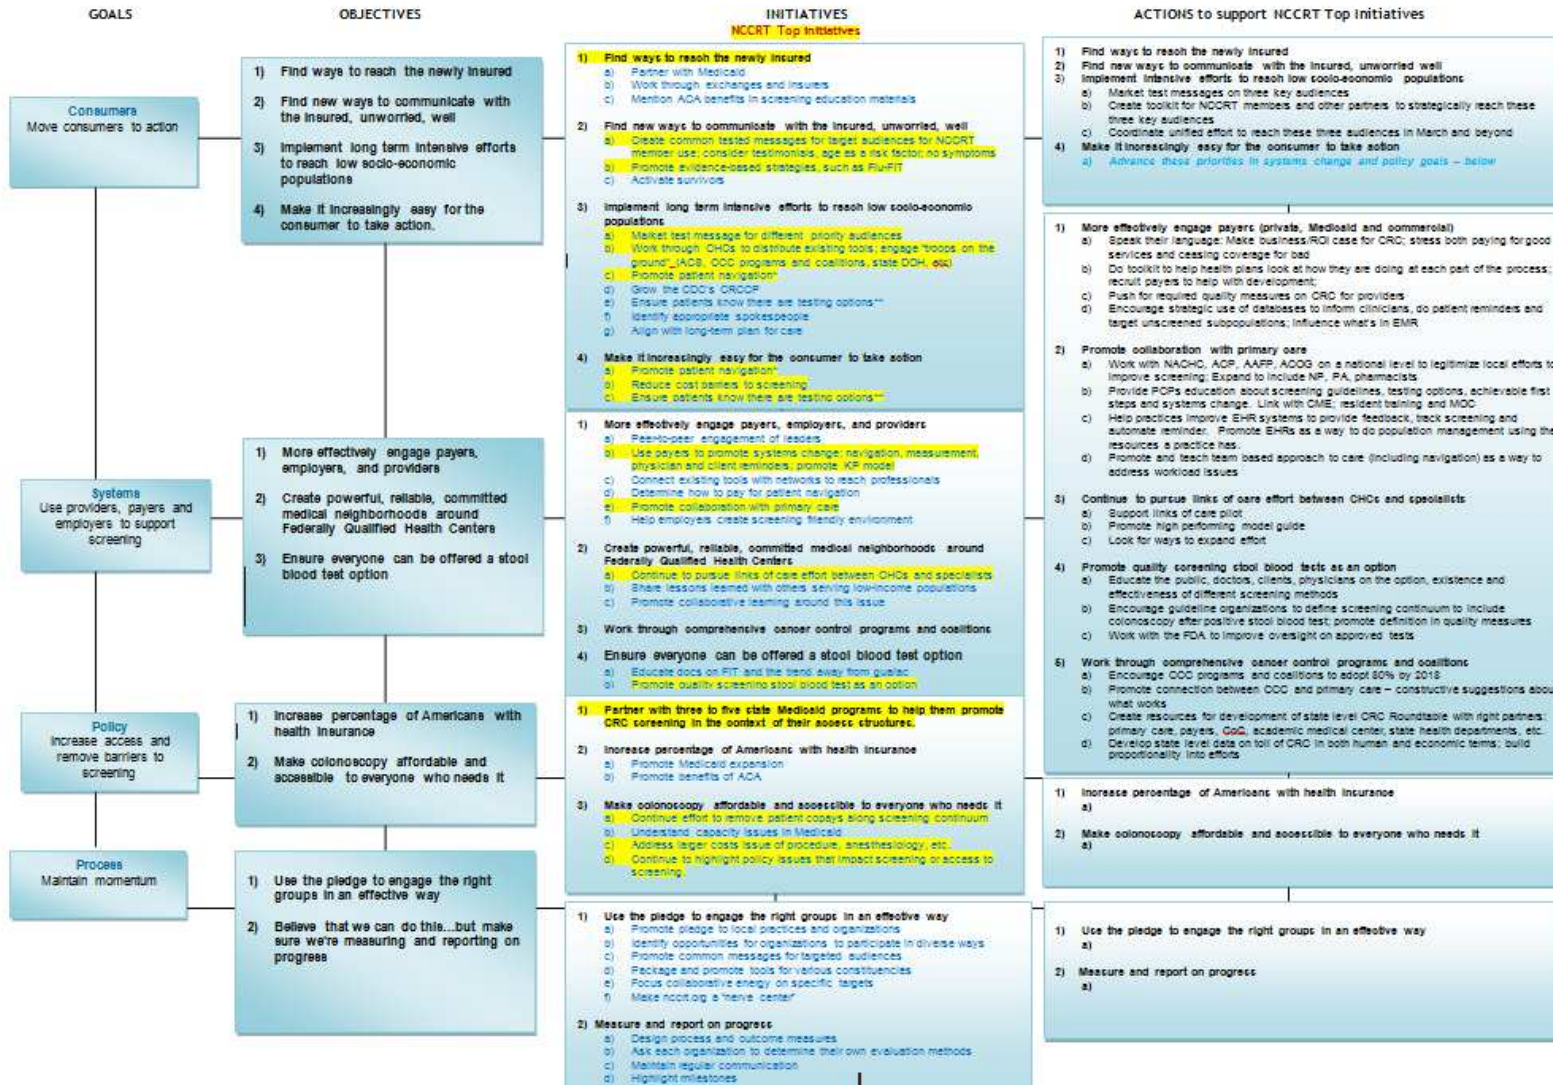 GOALS
OBJECTIVES
INITIATIVES
NCCRT Top Initiatives
ACTIONS to support NCCRT Top Initiatives
Consumers
Move consumers to action
1) Find ways to reach the newly insured
2) Find new ways to communicate with
the insured, unworried, well
3) Implement long term intensive efforts
to reach low socio-economic
populations
4) Make it increasingly easy for the
consumer to take action.
1) Find ways to reach the newly insured
a) Partner with Medicaid
b) Work through exchanges and insurers
c) Mention ACA benefits in screening education materials
2) Find new ways to communicate with the insured, unworried, well
a) Create common tested messages for target audiences for NCCRT
member use; consider testimonials, age as a risk factor; no symptoms
b) Promote evidence-based strategies, such as Flu-FIT
c) Activate survivors
3) Implement long term intensive efforts to reach low socio-economic
populations
a) Market test message for different priority audiences
b) Work through CHCs to distribute existing tools; engage "troops on the
ground" (ACS, CCC programs and coalitions, state DOH, etc)
c) Promote patient navigation*
d) Grow the CDC's CRCCP
e) Ensure patients know there are testing options**
f) Identify appropriate spokespeople
g) Align with long-term plan for care
4) Make it increasingly easy for the consumer to take action
a) Promote patient navigation*
b) Reduce cost barriers to screening
c) Ensure patients know there are testing options**
1) Find ways to reach the newly insured
2) Find new ways to communicate with the insured, unworried well
3) Implement intensive efforts to reach low socio-economic populations
a) Market test messages on three key audiences
b) Create toolkit for NCCRT members and other partners to strategically reach these
three key audiences
c) Coordinate unified effort to reach these three audiences in March and beyond
4) Make it increasingly easy for the consumer to take action
a) Advance these priorities in systems change and policy goals – below
Systems
Use providers, payers and
employers to support
screening
1) More effectively engage payers,
employers, and providers
2) Create powerful, reliable, committed
medical neighborhoods around
Federally Qualified Health Centers
3) Ensure everyone can be offered a stool
blood test option
1) More effectively engage payers, employers, and providers
a) Peer-to-peer engagement of leaders
b) Use payers to promote systems change: navigation, measurement,
physician and client reminders; promote KP model
c) Connect existing tools with networks to reach professionals
d) Determine how to pay for patient navigation
e) Promote collaboration with primary care
f) Help employers create screening friendly environment
2) Create powerful, reliable, committed medical neighborhoods around
Federally Qualified Health Centers
a) Continue to pursue links of care effort between CHCs and specialists
b) Share lessons learned with others serving low-income populations
c) Promote collaborative learning around this issue
3) Work through comprehensive cancer control programs and coalitions
4) Ensure everyone can be offered a stool blood test option
a) Educate docs on FIT and the trend away from guaiac
b) Promote quality screening stool blood test as an option
1) More effectively engage payers (private, Medicaid and commercial)
a) Speak their language: Make business/ROI case for CRC; stress both paying for good
services and ceasing coverage for bad
b) Do toolkit to help health plans look at how they are doing at each part of the process;
recruit payers to help with development;
c) Push for required quality measures on CRC for providers
d) Encourage strategic use of databases to inform clinicians, do patient reminders and
target unscreened subpopulations; influence what's in EMR
2) Promote collaboration with primary care
a) Work with NACHC, ACP, AAFP, ACOG on a national level to legitimize local efforts to
improve screening; Expand to include NP, PA, pharmacists
b) Provide PCPs education about screening guidelines, testing options, achievable first
steps and systems change. Link with CME; resident training and MOC
c) Help practices improve EHR systems to provide feedback, track screening and
automate reminder. Promote EHRs as a way to do population management using the
resources a practice has.
d) Promote and teach team based approach to care (including navigation) as a way to
address workload issues
3) Continue to pursue links of care effort between CHCs and specialists
a) Support links of care pilot
b) Promote high performing model guide
c) Look for ways to expand effort
4) Promote quality screening stool blood tests as an option
a) Educate the public, doctors, clients, physicians on the option, existence and
effectiveness of different screening methods
b) Encourage guideline organizations to define screening continuum to include
colonoscopy after positive stool blood test; promote definition in quality measures
c) Work with the FDA to improve oversight on approved tests
5) Work through comprehensive cancer control programs and coalitions
a) Encourage CCC programs and coalitions to adopt 80% by 2018
b) Promote connection between CCC and primary care – constructive suggestions about
what works
c) Create resources for development of state level CRC Roundtable with right partners:
primary care, payers, CoC, academic medical center, state health departments, etc.
d) Develop state level data on toll of CRC in both human and economic terms; build
proportionality into efforts
Policy
Increase access and
remove barriers to
screening
1) Increase percentage of Americans with
health insurance
2) Make colonoscopy affordable and
accessible to everyone who needs it
1) Partner with three to five state Medicaid programs to help them promote
CRC screening in the context of their access structures.
2) Increase percentage of Americans with health insurance
a) Promote Medicaid expansion
b) Promote benefits of ACA
3) Make colonoscopy affordable and accessible to everyone who needs it
a) Continue effort to remove patient copays along screening continuum
b) Understand capacity issues in Medicaid
c) Address larger costs issue of procedure, anesthesiology, etc.
d) Continue to highlight policy issues that impact screening or access to
screening.
1) Increase percentage of Americans with health insurance
a)
2) Make colonoscopy affordable and accessible to everyone who needs it
a)
Process
Maintain momentum
1) Use the pledge to engage the right
groups in an effective way
2) Believe that we can do this...but make
sure we're measuring and reporting on
progress
1) Use the pledge to engage the right groups in an effective way
a) Promote pledge to local practices and organizations
b) Identify opportunities for organizations to participate in diverse ways
c) Promote common messages for targeted audiences
d) Package and promote tools for various constituencies
e) Focus collaborative energy on specific targets
f) Make nccrt.org a "nerve center"
2) Measure and report on progress
a) Design process and outcome measures
b) Ask each organization to determine their own evaluation methods
c) Maintain regular communication
d) Highlight milestones
1) Use the pledge to engage the right groups in an effective way
a)
2) Measure and report on progress
a)